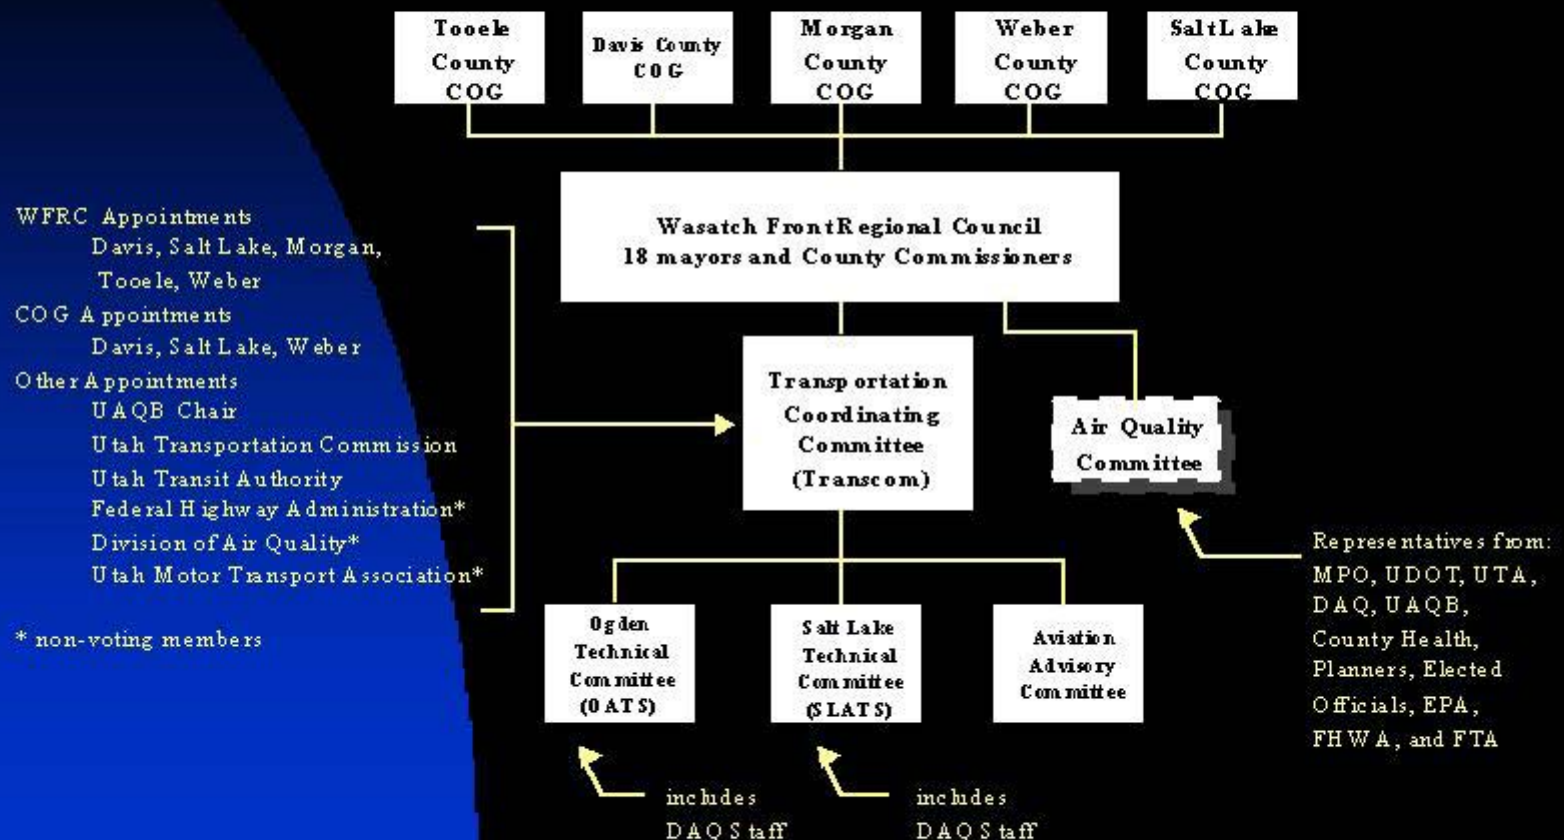 Tooele
County
COG
Davis County
COG
Morgan
County
COG
Weber
County
COG
Salt Lake
County
COG
Wasatch Front Regional Council
18 mayors and County Commissioners
WFRC Appointments
Davis, Salt Lake, Morgan,
Tooele, Weber
COG Appointments
Davis, Salt Lake, Weber
Other Appointments
UAQB Chair
Utah Transportation Commission
Utah Transit Authority
Federal Highway Administration*
Division of Air Quality*
Utah Motor Transport Association*
* non-voting members
Transportation
Coordinating
Committee
(Transcom)
Air Quality
Committee
Representatives from:
MPO, UDOT, UTA,
DAQ, UAQB,
County Health,
Planners, Elected
Officials, EPA,
FHWA, and FTA
Ogden
Technical
Committee
(OATS)
Salt Lake
Technical
Committee
(SLATS)
Aviation
Advisory
Committee
includes
DAQ Staff
includes
DAQ Staff